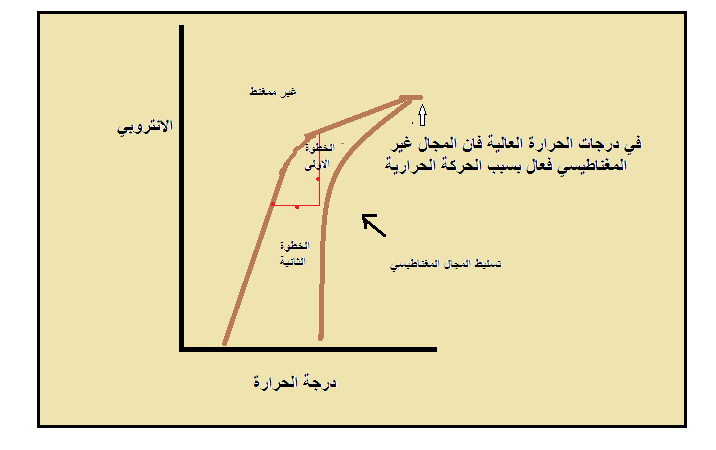 غير ممغنط
الانتروبي
في درجات الحرارة العالية فان المجال غير
المغناطيسي فعال بسبب الحركة الحرارية
الخطوة
الاولى
الخطوة
الثانية
تسليط المجال المغناطيسي
درجة الحرارة